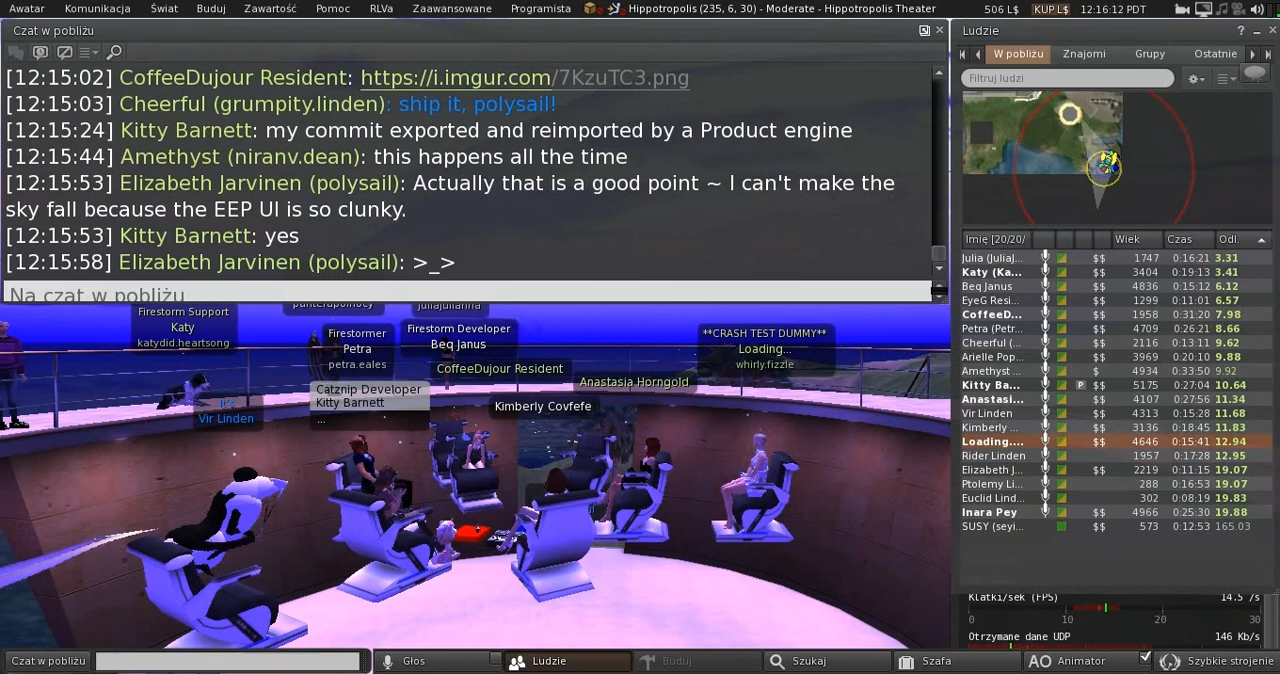 Awatar Komunikacja Świat Buduj Zawartość Pomoc RLVa Zaawansowane Programista Hippotropolis (235, 6, 30) - Moderate - Hippotropolis Theater 506 L$ KUP L$ 12:16:12 PDT
Czat w pobliżu
[12:15:02] CoffeeDujour Resident: https://i.imgur.com/7KzuTC3.png
[12:15:03] Cheerful (grumpity.linden): ship it, polysail!
[12:15:24] Kitty Barnett: my commit exported and reimported by a Product engine
[12:15:44] Amethyst (niranv.dean): this happens all the time
[12:15:53] Elizabeth Jarvinen (polysail): Actually that is a good point ~ I can't make the
sky fall because the EEP UI is so clunky.
[12:15:53] Kitty Barnett: yes
[12:15:58] Elizabeth Jarvinen (polysail): >_>
Na czat w pobliżu
Firestorm Support
Katy
katydid.heartsong
Firestormer
Petra
petra.eales
Firestorm Developer
Beq Janus
CoffeeDujour Resident
**CRASH TEST DUMMY**
Loading...
whirly.fizzle
Anastasia Horngold
Catznip Developer
Kitty Barnett
...
Kimberly Covfefe
Vir Linden
Ludzie
W pobliżu Znajomi Grupy Ostatnie
Filtruj ludzi
Imię [20/20/ Wiek Czas Odl.
Julia (JuliaJ... $$ 1747 0:16:21 3.31
Katy (Ka... $$ 3404 0:19:13 3.41
Beq Janus $$ 4836 0:15:12 6.12
EyeG Resi... $$ 1299 0:11:01 6.57
CoffeeD... $$ 1958 0:31:20 7.98
Petra (Petr... $$ 4709 0:26:21 8.66
Cheerful (... $$ 2116 0:13:11 9.62
Arielle Pop... $$ 3969 0:20:10 9.88
Amethyst ... $$ 4934 0:33:50 9.92
Kitty Ba... P $$ 5175 0:27:04 10.64
Anastasi... $$ 4107 0:27:56 11.34
Vir Linden $$ 4313 0:15:28 11.68
Kimberly ... $$ 3136 0:18:45 11.83
Loading.... $$ 4646 0:15:41 12.94
Rider Linden 1957 0:17:28 12.95
Elizabeth J... $$ 2219 0:11:15 19.07
Ptolemy Li... 288 0:16:53 19.07
Euclid Lind... 302 0:08:19 19.83
Inara Pey $$ 4966 0:25:30 19.88
SUSY (seyi... $$ 573 0:12:53 165.03
Klatki/sek (FPS) 14.5 /s
0 10 20 30
Otrzymane dane UDP 146 Kb/s
Czat w pobliżu Głos Ludzie Buduj Szukaj Szafa AO Animator Szybkie strojenie